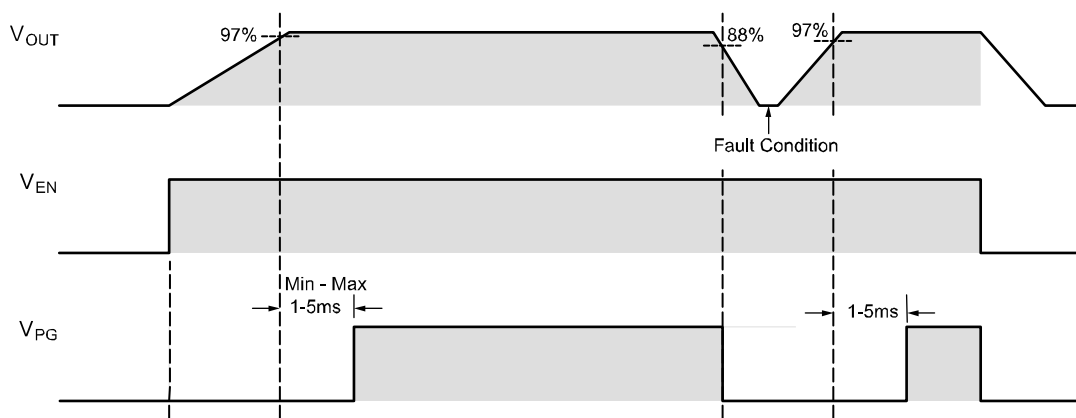 V_OUT
97%
88%
97%
Fault Condition
V_EN
Min - Max
1-5ms
1-5ms
V_PG